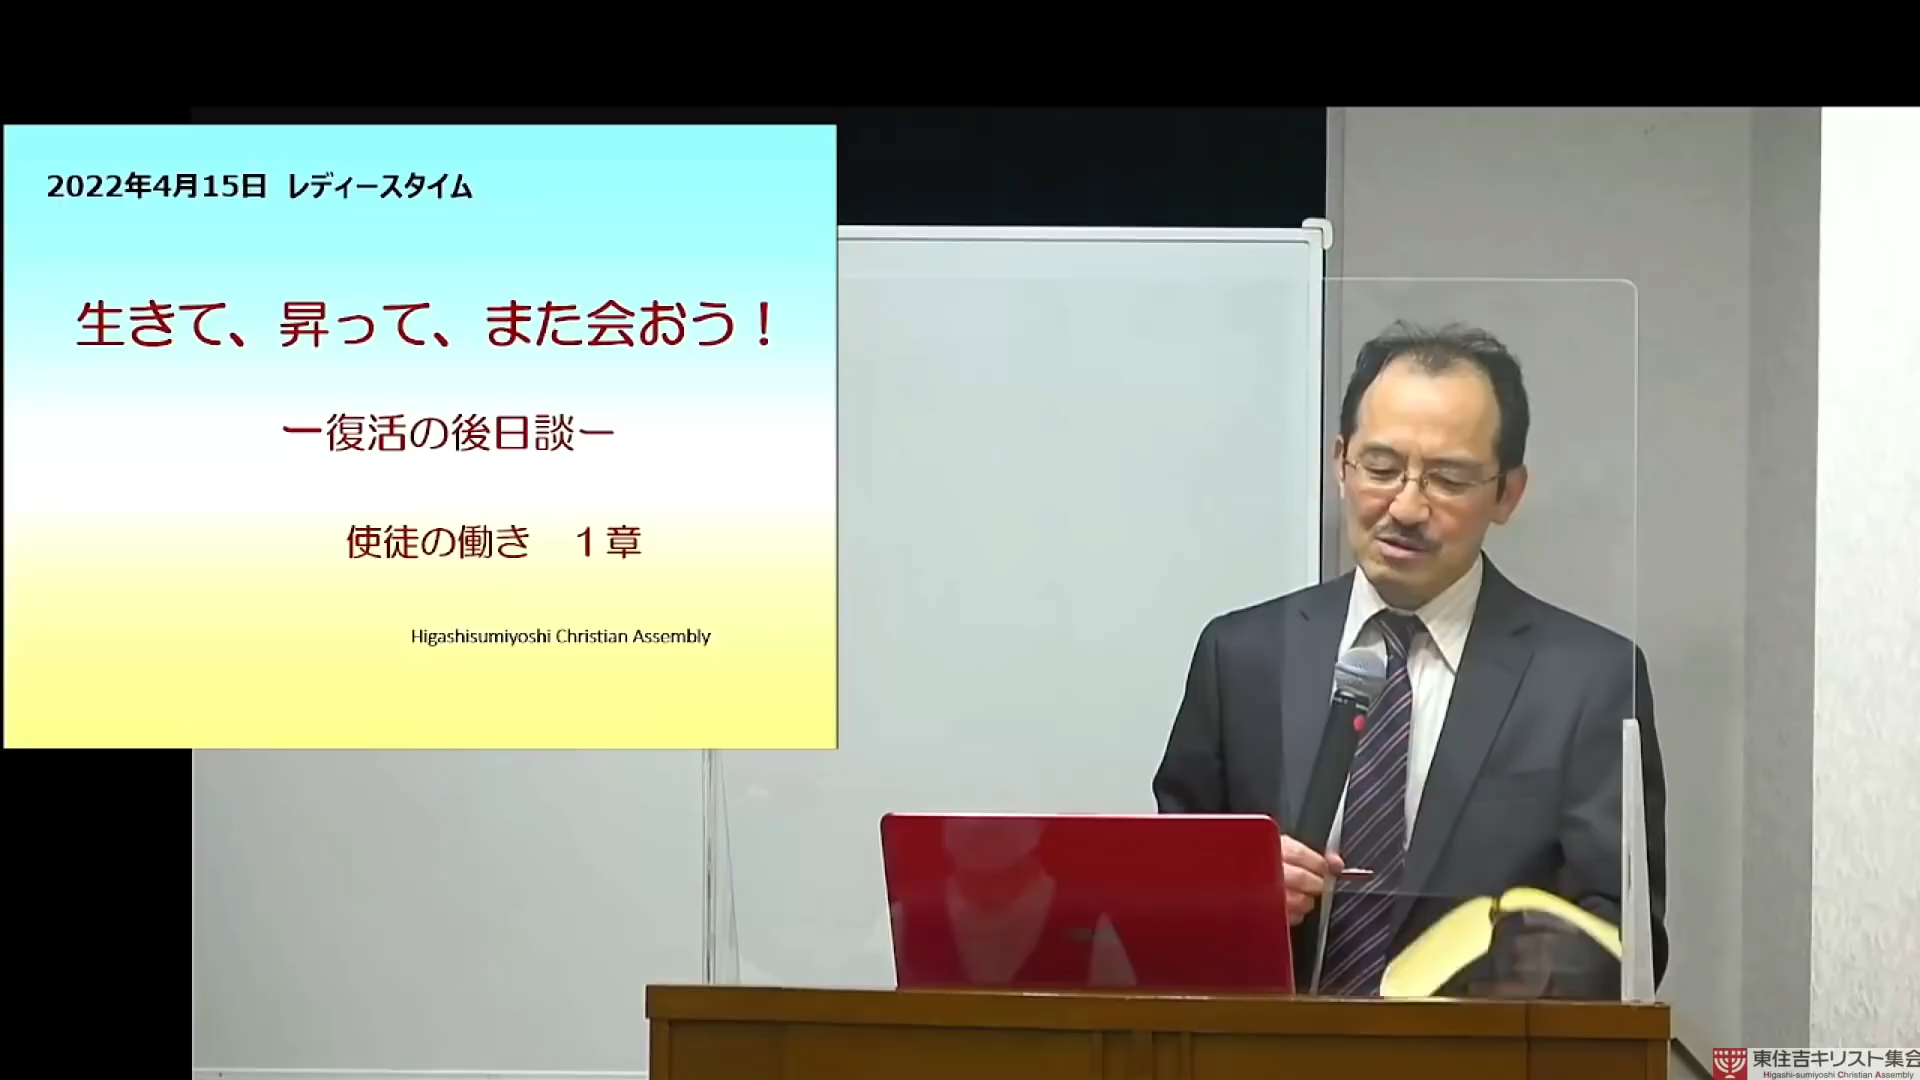 2022年4月15日 レディースタイム
生きて、昇って、また会おう！
ー復活の後日談ー
使徒の働き　１章
Higashisumiyoshi Christian Assembly
東住吉キリスト集会
Higashi-sumiyoshi Christian Assembly